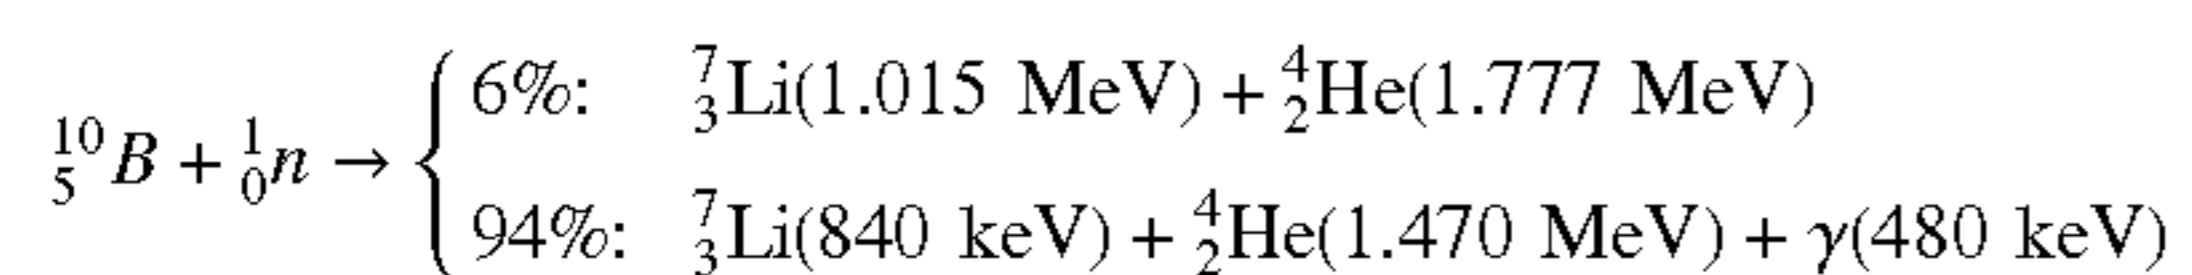 6%: ⁷₃Li(1.015 MeV) + ⁴₂He(1.777 MeV)
¹⁰₅B + ¹₀n → {
94%: ⁷₃Li(840 keV) + ⁴₂He(1.470 MeV) + γ(480 keV)